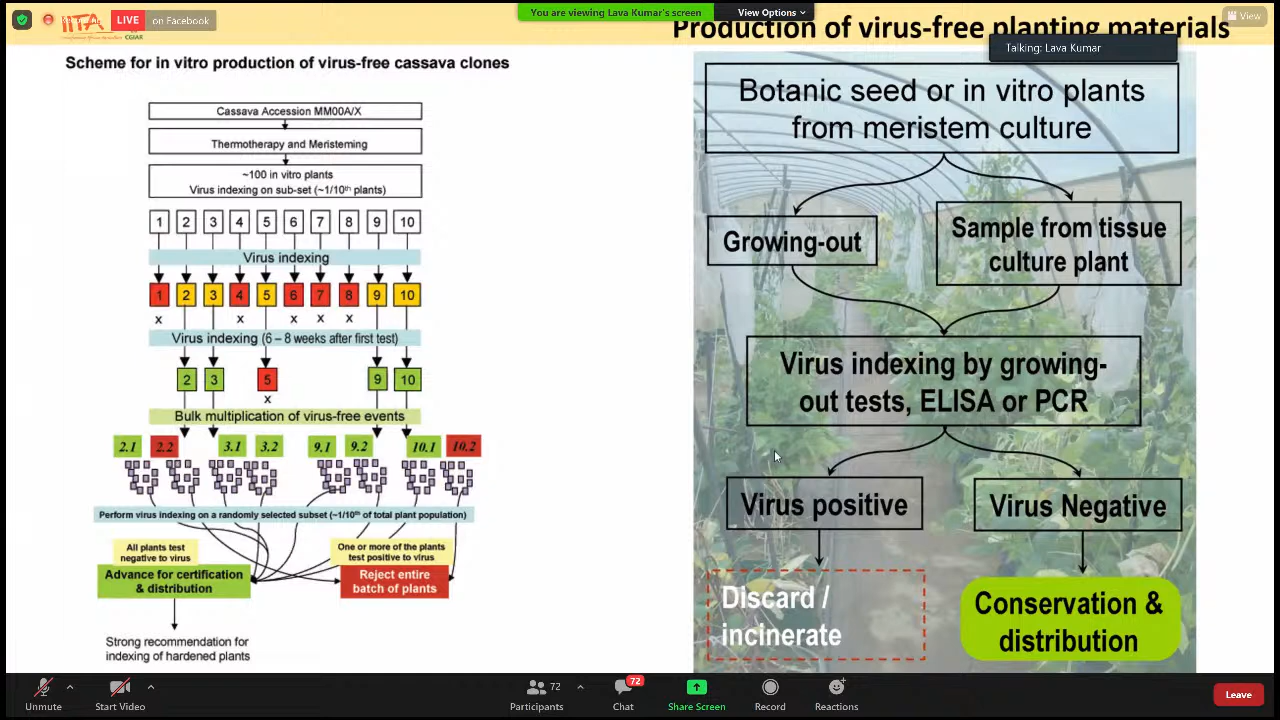 LIVE on Facebook
You are viewing Lava Kumar's screen
View Options
View
IITA
CGIAR
Production of virus-free planting materials
Talking: Lava Kumar
Scheme for in vitro production of virus-free cassava clones
Cassava Accession MM00A/X
Thermotherapy and Meristeming
~100 in vitro plants
Virus indexing on sub-set (~1/10th plants)
1 2 3 4 5 6 7 8 9 10
Virus indexing
1 2 3 4 5 6 7 8 9 10
x x x x x
Virus indexing (6 – 8 weeks after first test)
2 3 5 9 10
x
Bulk multiplication of virus-free events
2.1 2.2 3.1 3.2 9.1 9.2 10.1 10.2
Perform virus indexing on a randomly selected subset (~1/10th of total plant population)
All plants test
negative to virus
One or more of the plants
test positive to virus
Advance for certification
& distribution
Reject entire
batch of plants
Strong recommendation for
indexing of hardened plants
Botanic seed or in vitro plants
from meristem culture
Growing-out
Sample from tissue
culture plant
Virus indexing by growing-
out tests, ELISA or PCR
Virus positive
Virus Negative
Discard /
incinerate
Conservation &
distribution
Unmute
Start Video
72
Participants
72
Chat
Share Screen
Record
Reactions
Leave